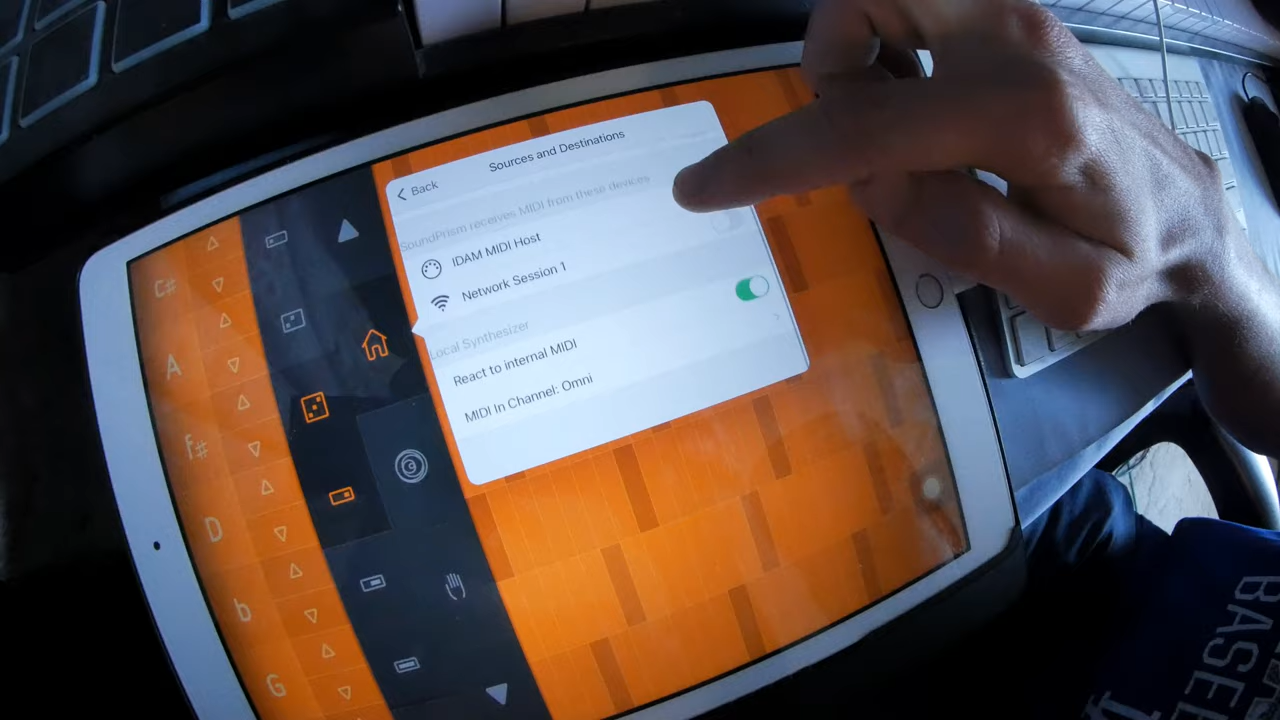 Sources and Destinations
Back
SoundPrism receives MIDI from these devices
IDAM MIDI Host
Network Session 1
Local Synthesizer
React to internal MIDI
MIDI In Channel: Omni
C#
A
f#
D
b
G
BASE